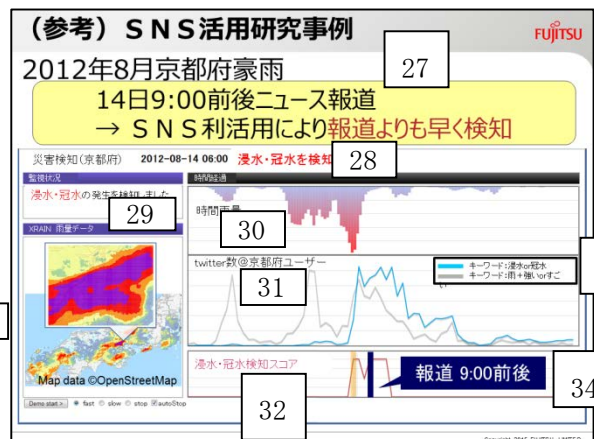 (参考) SNS活用研究事例
FUJITSU
2012年8月京都府豪雨
27
14日9:00前後ニュース報道
→ SNS利活用により報道よりも早く検知
災害検知(京都府) 2012-08-14 06:00 浸水・冠水を検知
28
監視状況
時間経過
浸水・冠水の発生を検知しました
29
時間雨量
30
XRAIN 雨量データ
twitter数@京都府ユーザー
31
キーワード:浸水or冠水
キーワード:雨+強いorすご
い
浸水・冠水検知スコア
報道 9:00前後
32
34
Map data ©OpenStreetMap
Demo start > fast slow stop autoStop
Copyright 2015 FUJITSU LIMITED